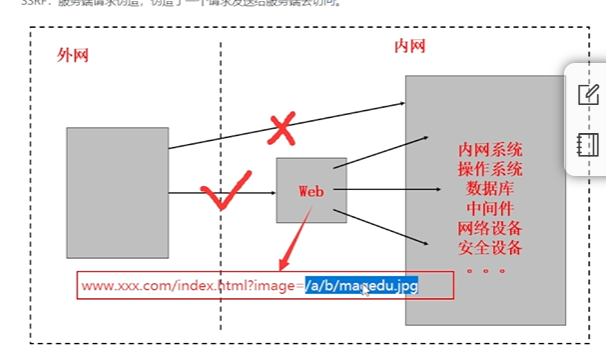 SSRF：服务端请求伪造，伪造了一个请求发送给服务端去访问。
外网
内网
Web
内网系统
操作系统
数据库
中间件
网络设备
安全设备
。。。
www.xxx.com/index.html?image=/a/b/magedu.jpg